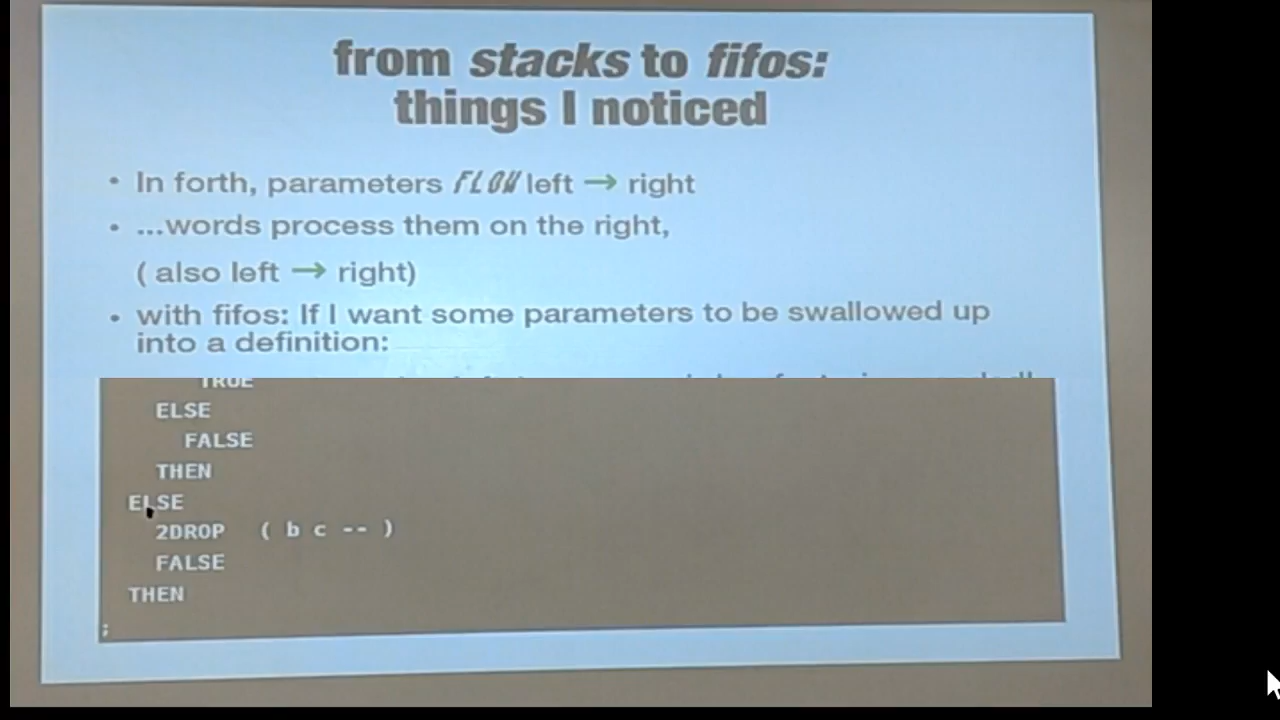 from stacks to fifos:
things I noticed
• In forth, parameters FLOW left → right
• ...words process them on the right,
( also left → right)
• with fifos: If I want some parameters to be swallowed up
into a definition:
TRUE
ELSE
FALSE
THEN
ELSE
2DROP ( b c -- )
FALSE
THEN
;